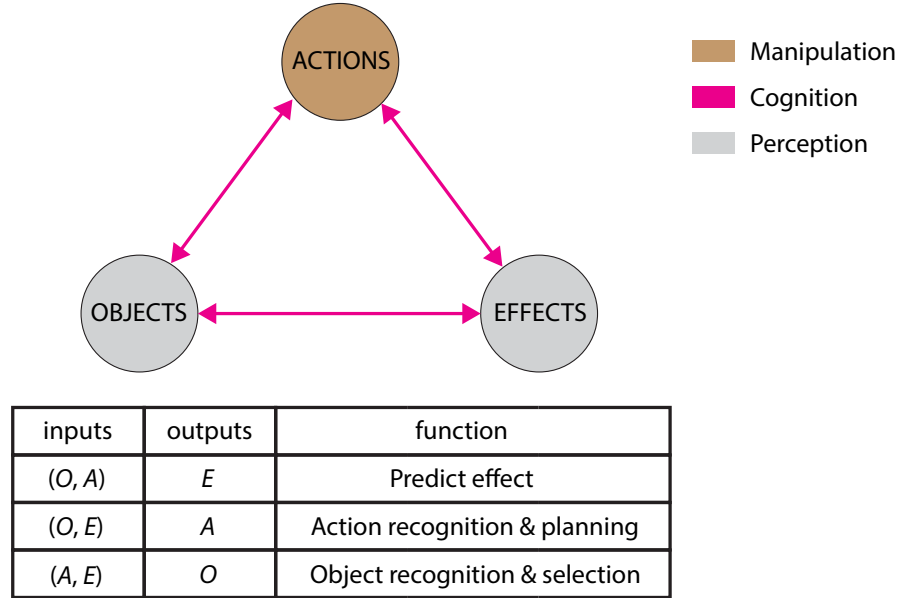 ACTIONS
Manipulation
Cognition
Perception
OBJECTS
EFFECTS
inputs outputs function
(O, A) E Predict effect
(O, E) A Action recognition & planning
(A, E) O Object recognition & selection